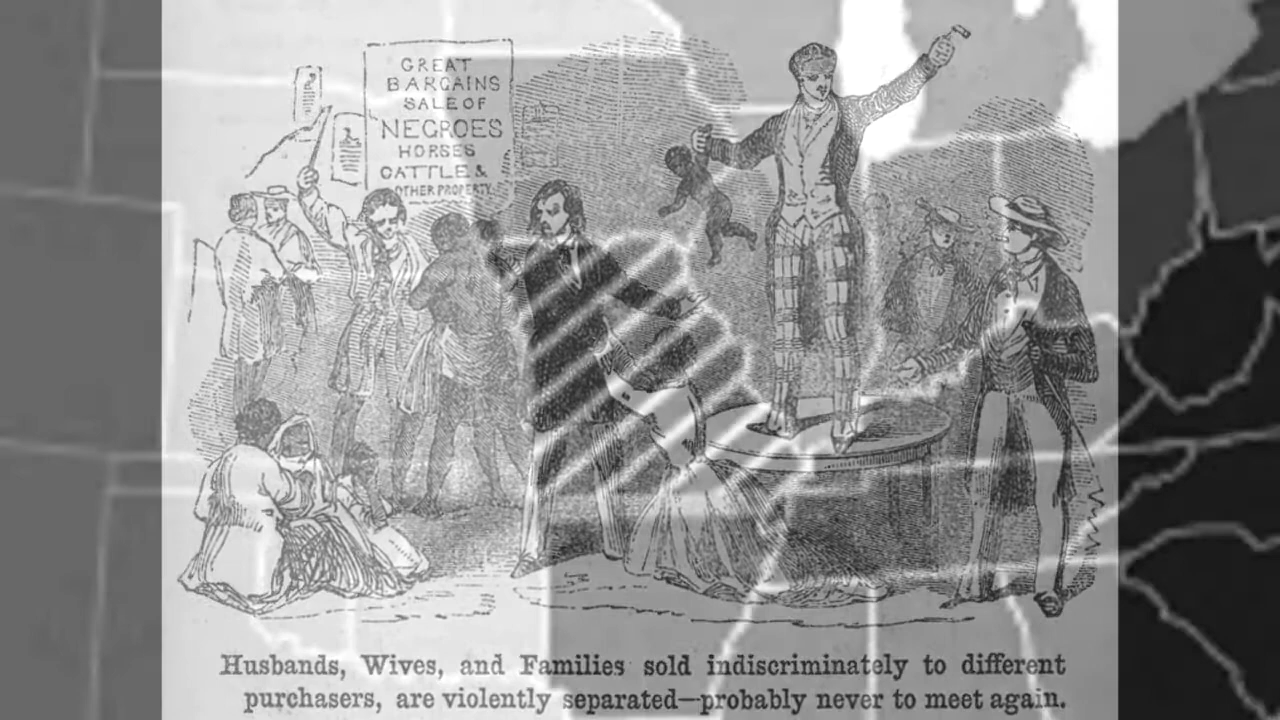 GREAT
BARGAINS
SALE OF
NEGROES
HORSES
CATTLE &
OTHER PROPERTY
Husbands, Wives, and Families sold indiscriminately to different
purchasers, are violently separated—probably never to meet again.